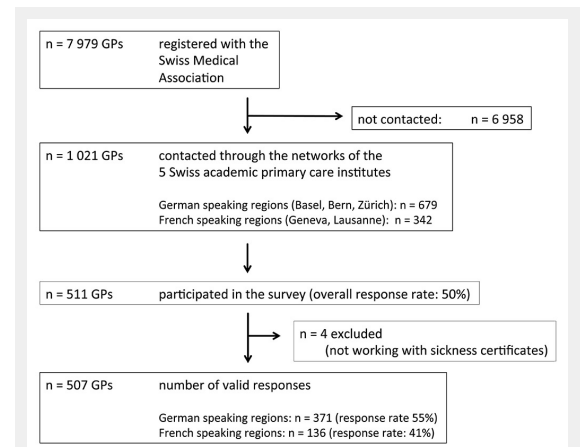 n = 7 979 GPs registered with the
Swiss Medical
Association
not contacted: n = 6 958
n = 1 021 GPs contacted through the networks of the
5 Swiss academic primary care institutes
German speaking regions (Basel, Bern, Zürich): n = 679
French speaking regions (Geneva, Lausanne): n = 342
n = 511 GPs participated in the survey (overall response rate: 50%)
n = 4 excluded
(not working with sickness certificates)
n = 507 GPs number of valid responses
German speaking regions: n = 371 (response rate 55%)
French speaking regions: n = 136 (response rate: 41%)